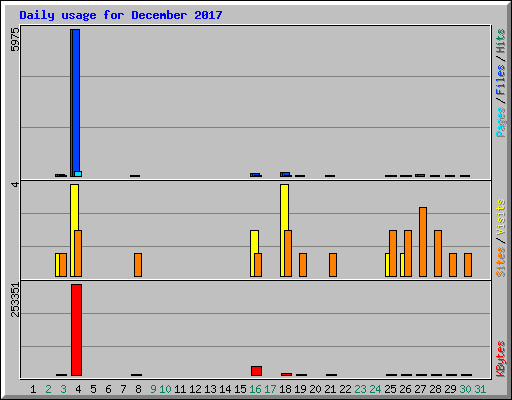 Daily usage for December 2017
5975
4
253351
Pages / Files / Hits
Sites / Visits
KBytes
1 2 3 4 5 6 7 8 9 10 11 12 13 14 15 16 17 18 19 20 21 22 23 24 25 26 27 28 29 30 31